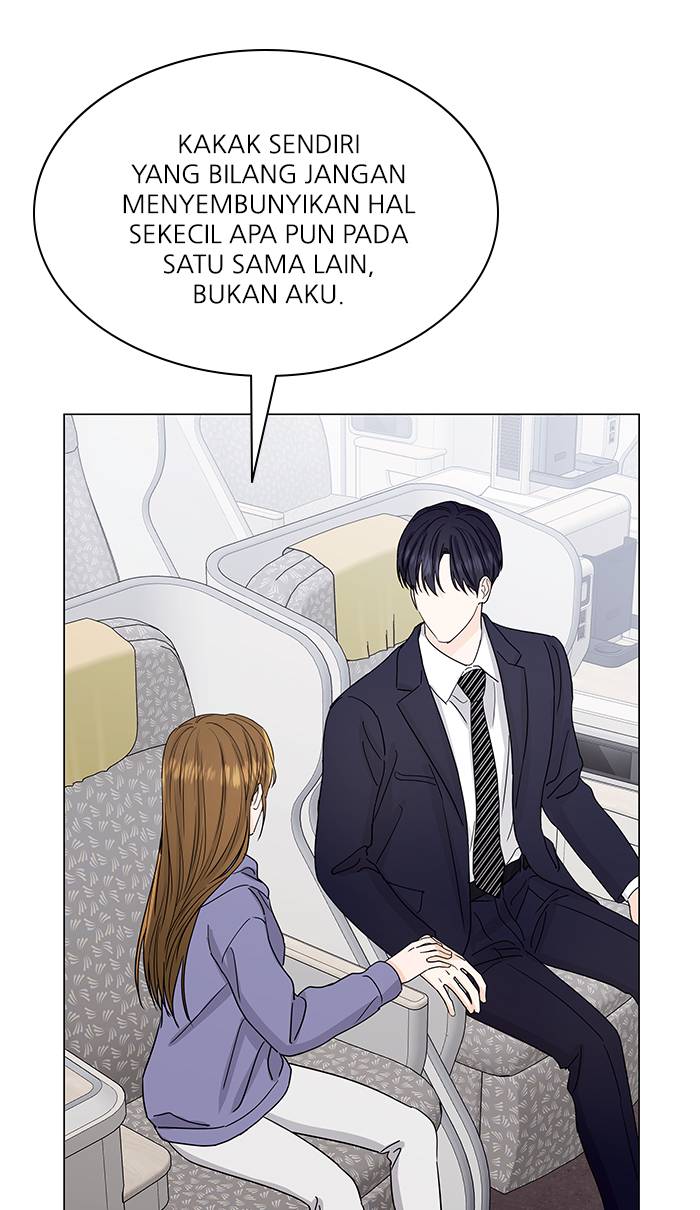 KAKAK SENDIRI
YANG BILANG JANGAN
MENYEMBUNYIKAN HAL
SEKECIL APA PUN PADA
SATU SAMA LAIN,
BUKAN AKU.